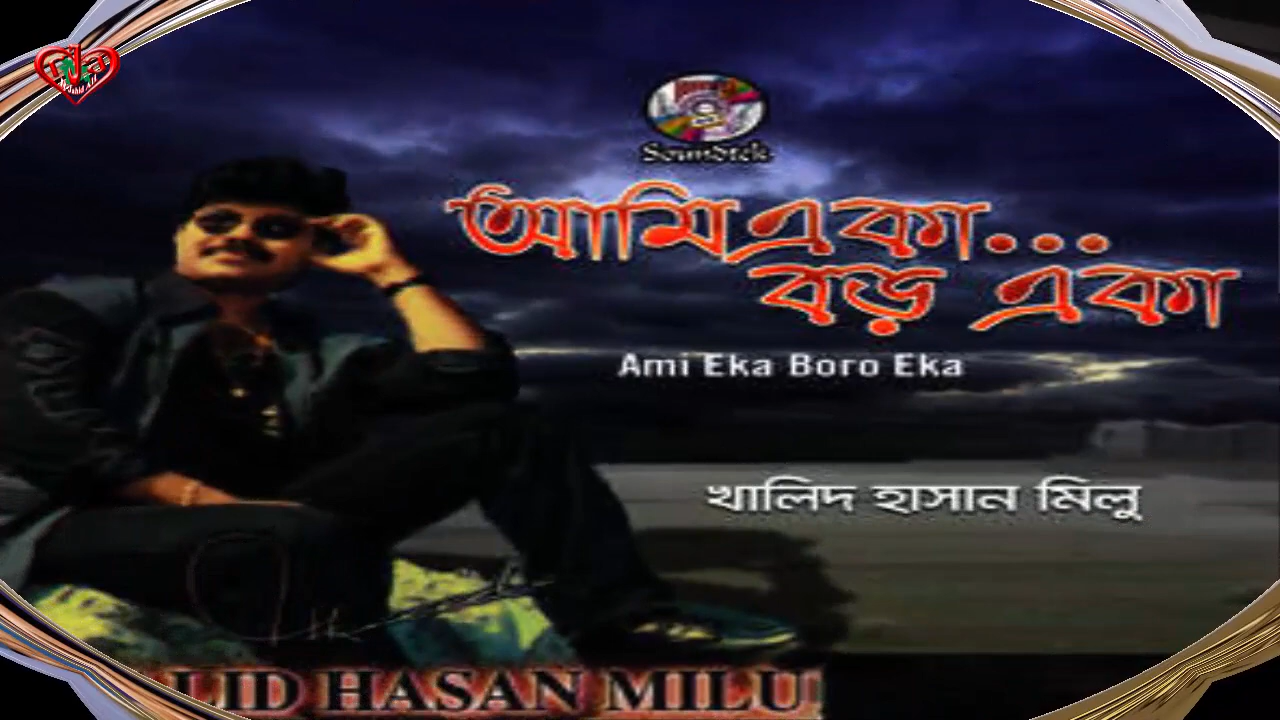 Soundtek
আমি একা...
বড় একা
Ami Eka Boro Eka
খালিদ হাসান মিলু
LID HASAN MILU